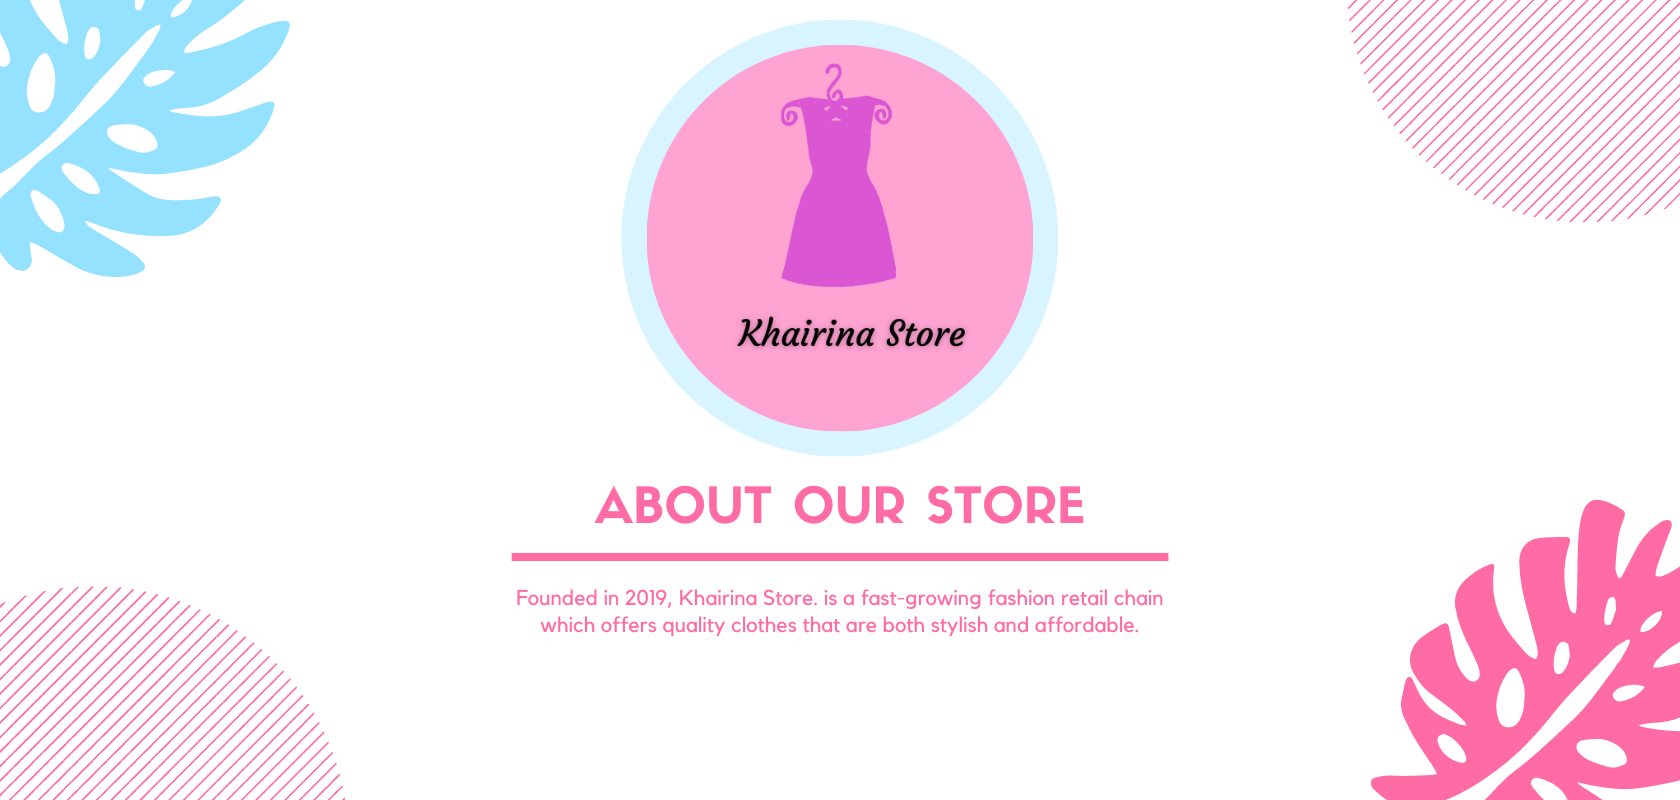 Khairina Store
ABOUT OUR STORE
Founded in 2019, Khairina Store. is a fast-growing fashion retail chain
which offers quality clothes that are both stylish and affordable.